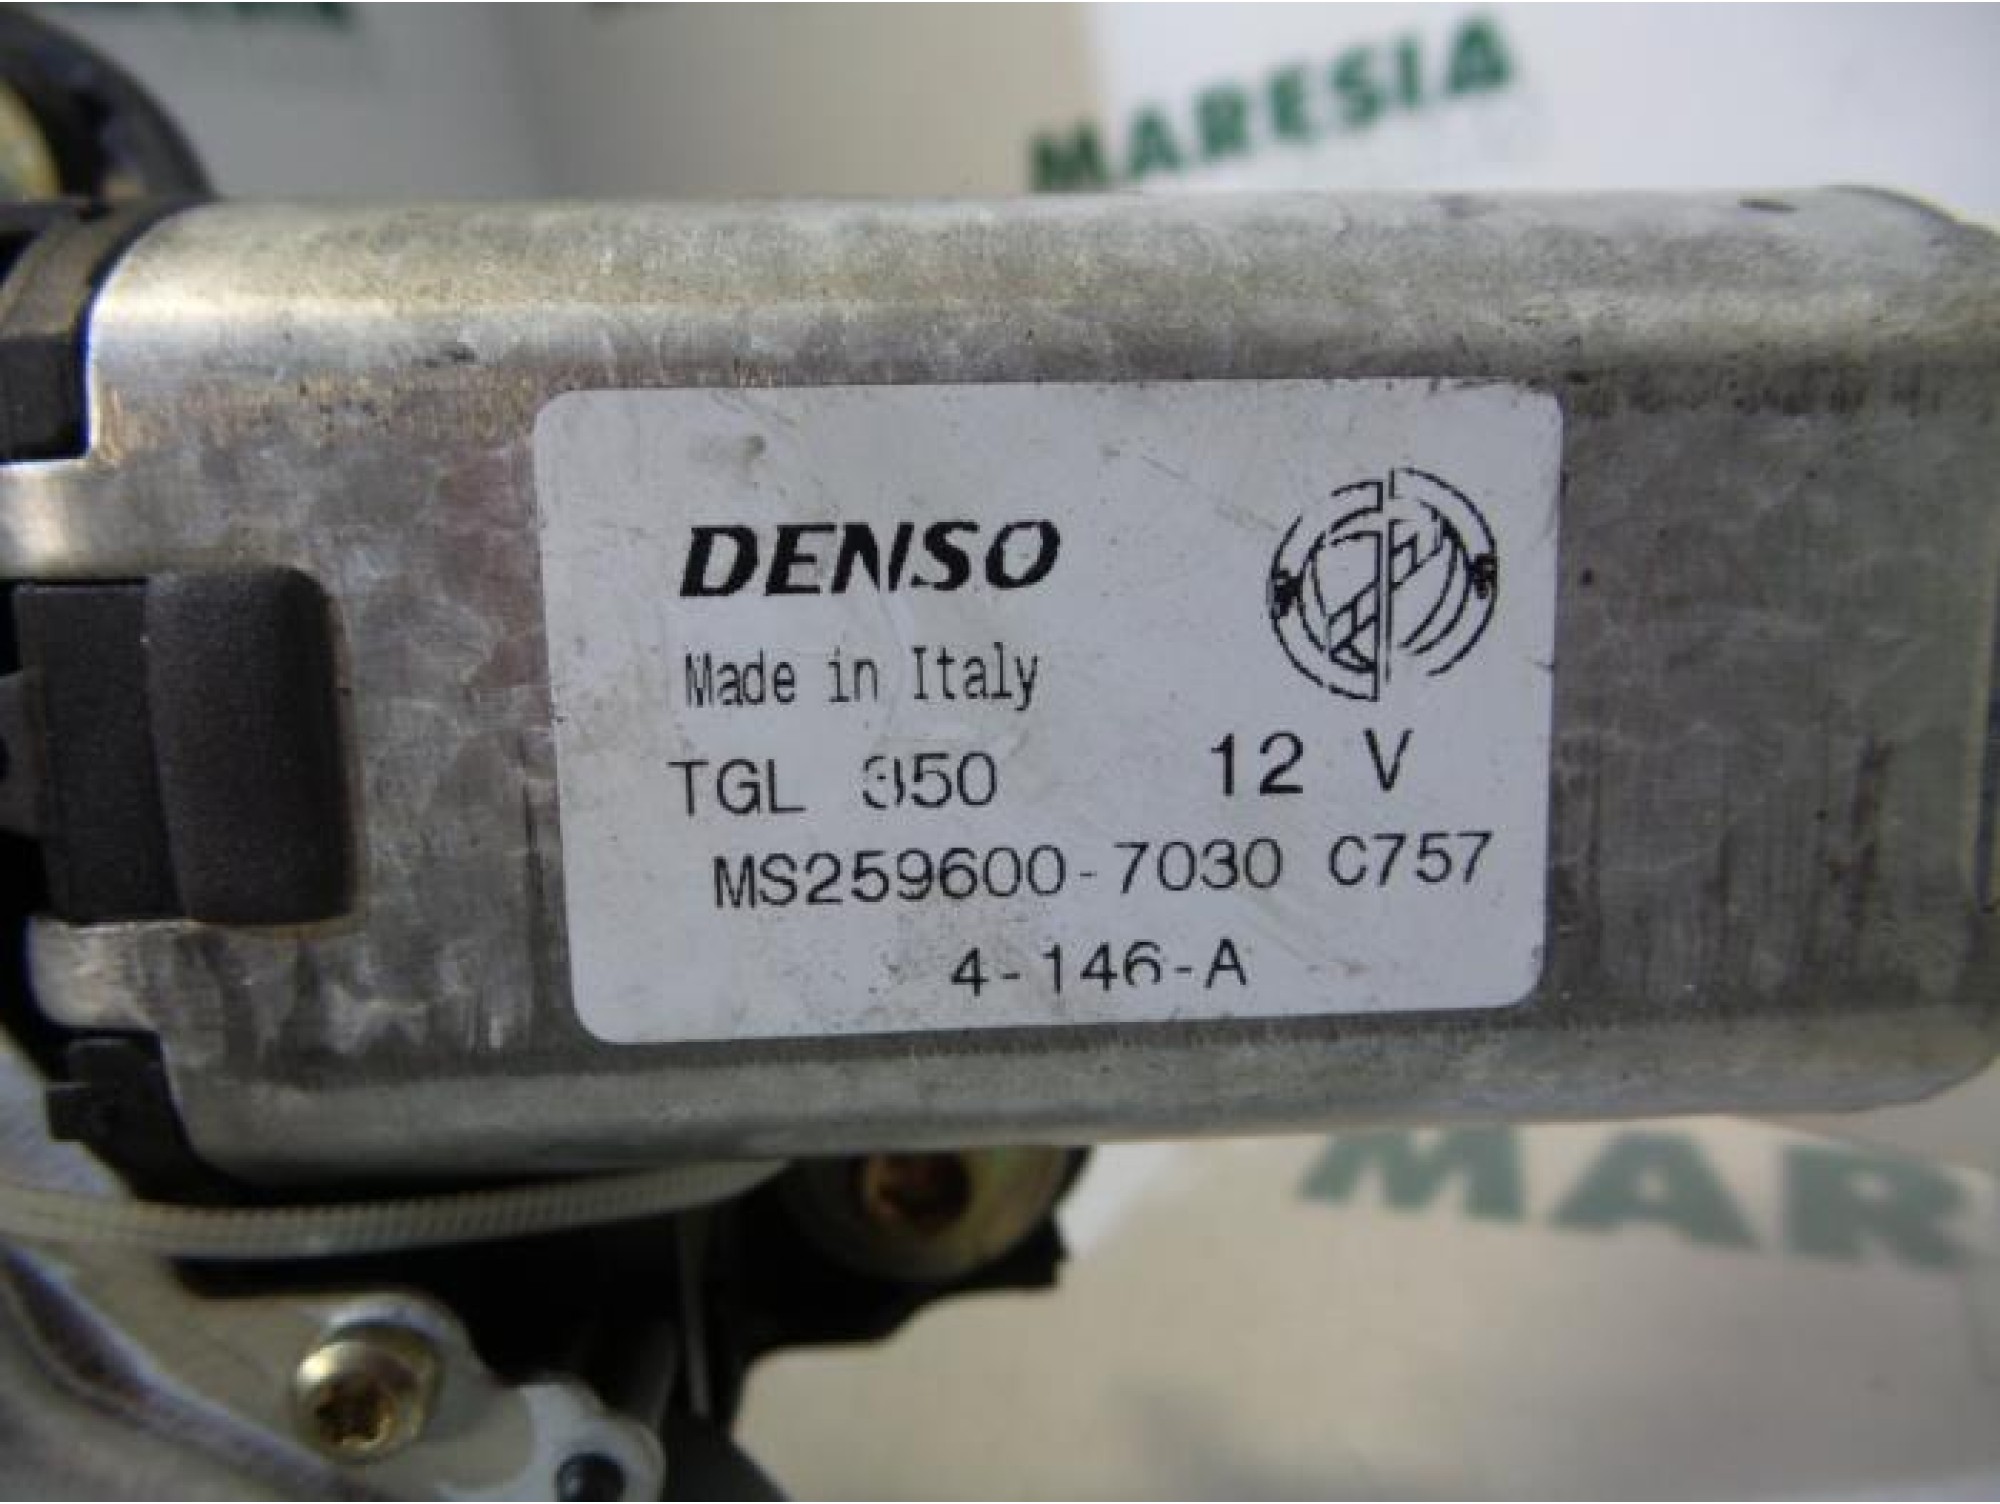 MARESIA
DENSO
Made in Italy
TGL 350 12 V
MS259600-7030 C757
4-146-A
MAR